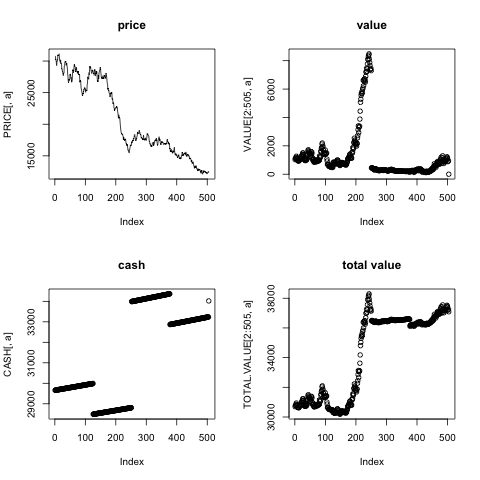 price
PRICE[, a]
15000 25000
0 100 200 300 400 500
Index
value
VALUE[2:505, a]
0 2000 6000
0 100 200 300 400 500
Index
cash
CASH[, a]
29000 31000 33000
0 100 200 300 400 500
Index
total value
TOTAL.VALUE[2:505, a]
30000 34000 38000
0 100 200 300 400 500
Index